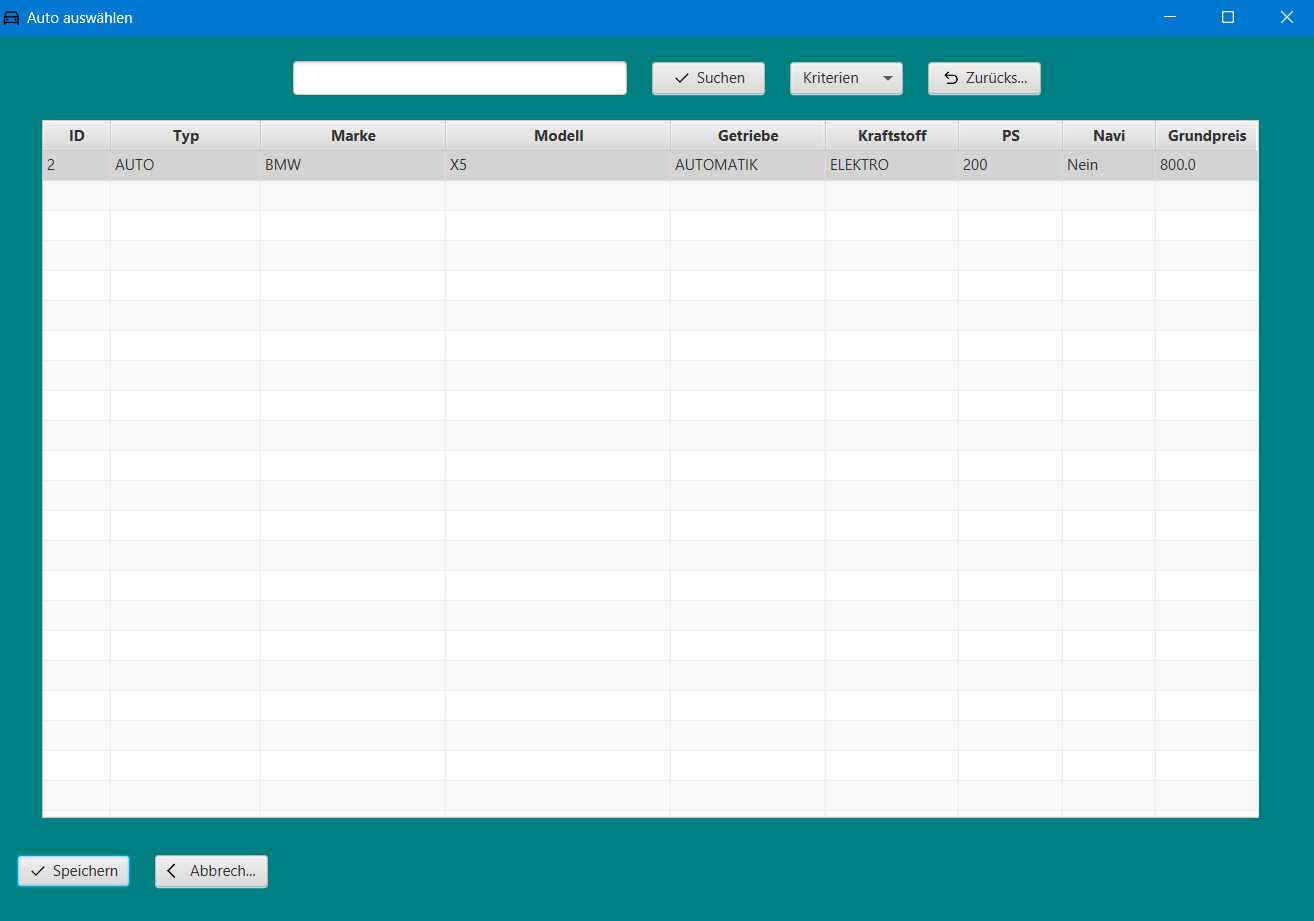 Auto auswählen
Suchen Kriterien Zurücks...
ID Typ Marke Modell Getriebe Kraftstoff PS Navi Grundpreis
2 AUTO BMW X5 AUTOMATIK ELEKTRO 200 Nein 800.0
Speichern Abbrech...